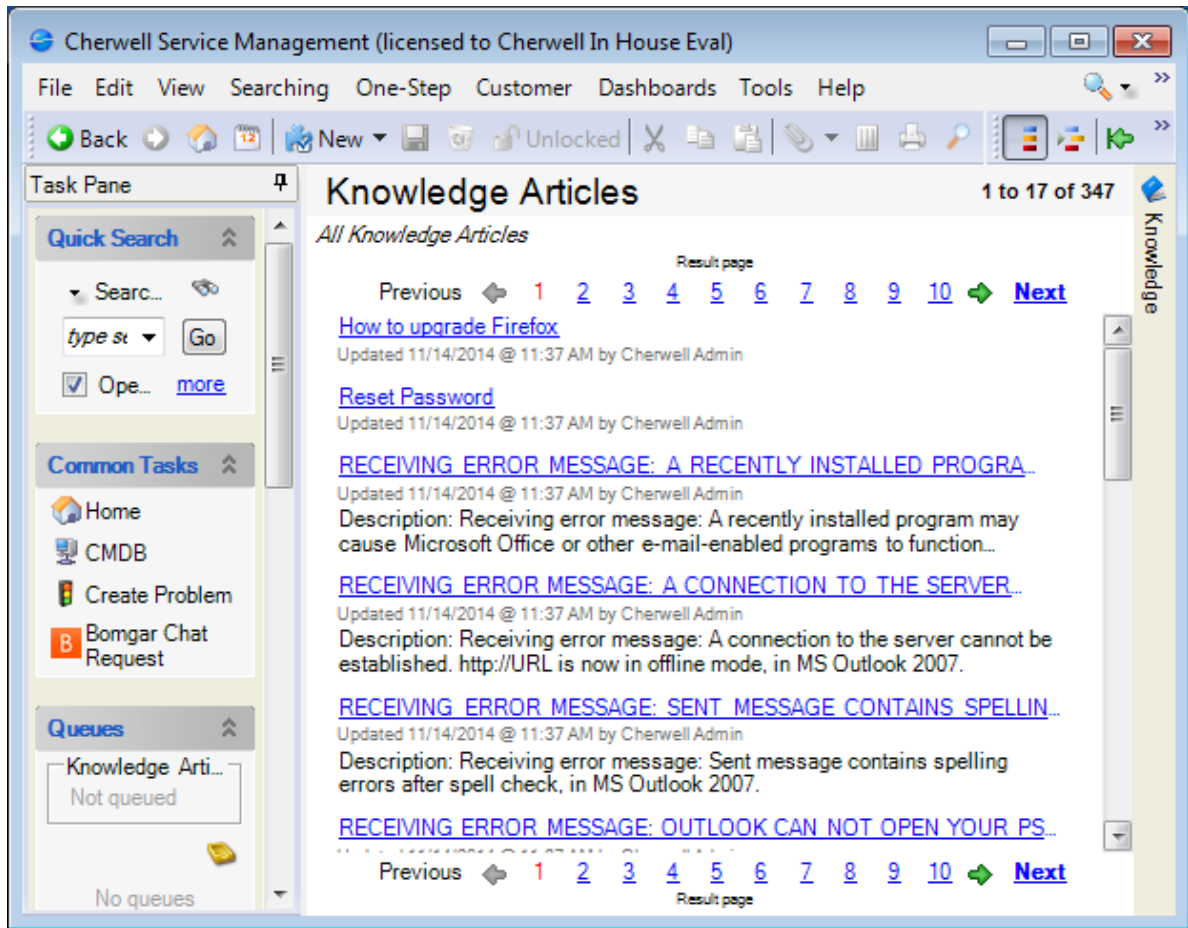 Cherwell Service Management (licensed to Cherwell In House Eval)
File Edit View Searching One-Step Customer Dashboards Tools Help
Back 12 New Unlocked
Task Pane
Quick Search
Searc...
type se
Go
Ope... more
Common Tasks
Home
CMDB
Create Problem
B Bomgar Chat
Request
Queues
Knowledge Arti...
Not queued
No queues
Knowledge Articles 1 to 17 of 347
All Knowledge Articles
Result page
Previous 1 2 3 4 5 6 7 8 9 10 Next
How to upgrade Firefox
Updated 11/14/2014 @ 11:37 AM by Cherwell Admin
Reset Password
Updated 11/14/2014 @ 11:37 AM by Cherwell Admin
RECEIVING ERROR MESSAGE: A RECENTLY INSTALLED PROGRA...
Updated 11/14/2014 @ 11:37 AM by Cherwell Admin
Description: Receiving error message: A recently installed program may
cause Microsoft Office or other e-mail-enabled programs to function...
RECEIVING ERROR MESSAGE: A CONNECTION TO THE SERVER...
Updated 11/14/2014 @ 11:37 AM by Cherwell Admin
Description: Receiving error message: A connection to the server cannot be
established. http://URL is now in offline mode, in MS Outlook 2007.
RECEIVING ERROR MESSAGE: SENT MESSAGE CONTAINS SPELLIN...
Updated 11/14/2014 @ 11:37 AM by Cherwell Admin
Description: Receiving error message: Sent message contains spelling
errors after spell check, in MS Outlook 2007.
RECEIVING ERROR MESSAGE: OUTLOOK CAN NOT OPEN YOUR PS...
Previous 1 2 3 4 5 6 7 8 9 10 Next
Result page
Knowledge